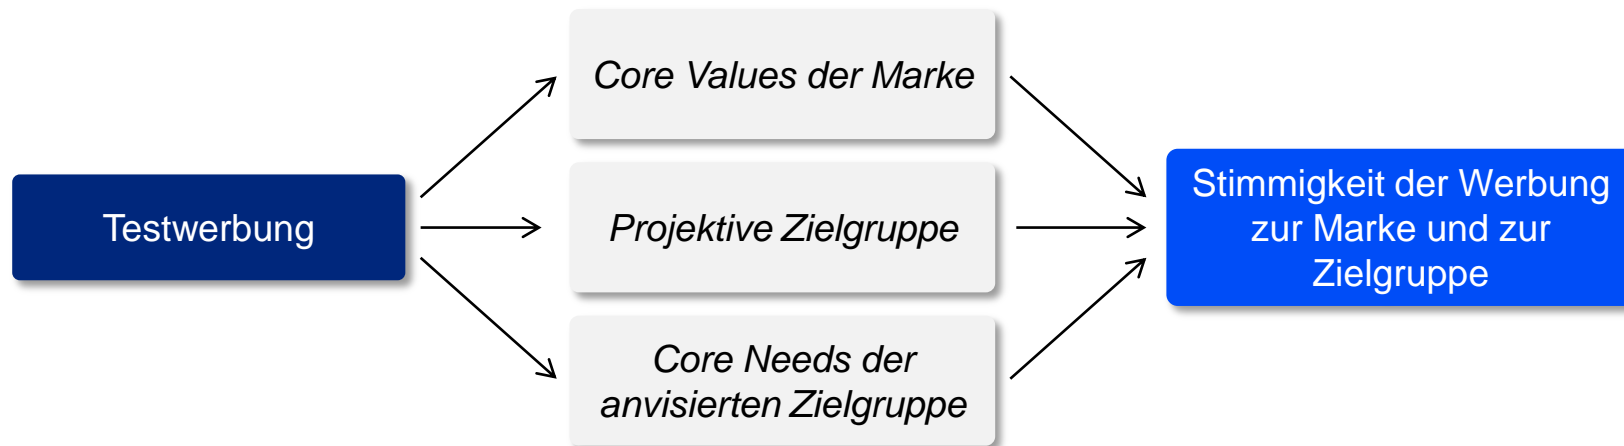 Core Values der Marke
Testwerbung
Projektive Zielgruppe
Core Needs der
anvisierten Zielgruppe
Stimmigkeit der Werbung
zur Marke und zur
Zielgruppe